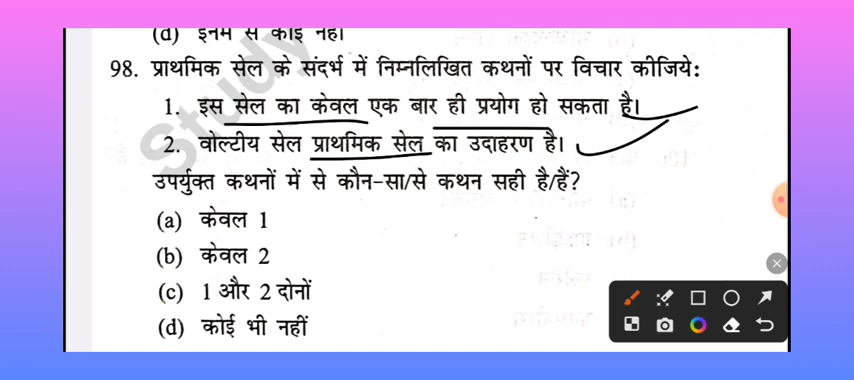 (d) इनमें से कोई नहीं
98. प्राथमिक सेल के संदर्भ में निम्नलिखित कथनों पर विचार कीजिये:
1. इस सेल का केवल एक बार ही प्रयोग हो सकता है।
2. वोल्टीय सेल प्राथमिक सेल का उदाहरण है।
उपर्युक्त कथनों में से कौन-सा/से कथन सही है/हैं?
(a) केवल 1
(b) केवल 2
(c) 1 और 2 दोनों
(d) कोई भी नहीं
Study